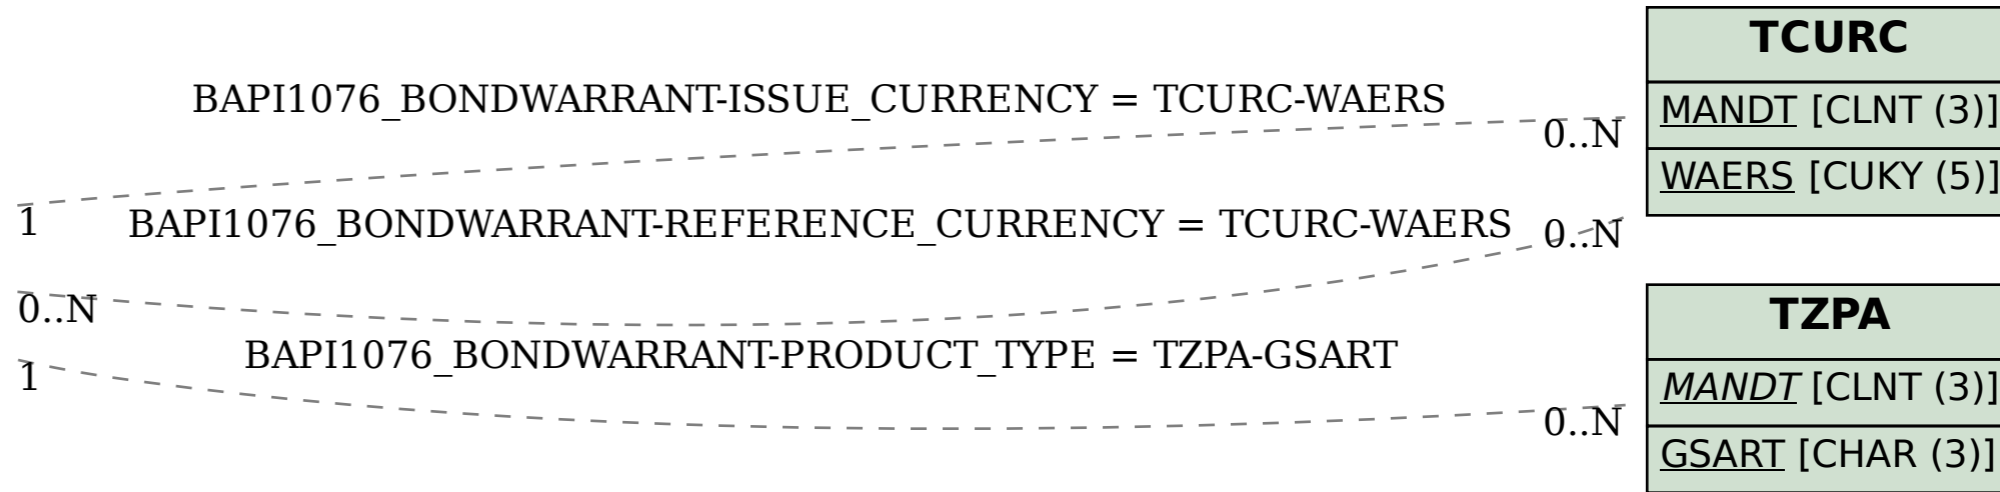 TCURC
BAPI1076_BONDWARRANT-ISSUE_CURRENCY = TCURC-WAERS
MANDT [CLNT (3)]
0..N
WAERS [CUKY (5)]
1
BAPI1076_BONDWARRANT-REFERENCE_CURRENCY = TCURC-WAERS
0..N
0..N
TZPA
BAPI1076_BONDWARRANT-PRODUCT_TYPE = TZPA-GSART
1
MANDT [CLNT (3)]
0..N
GSART [CHAR (3)]